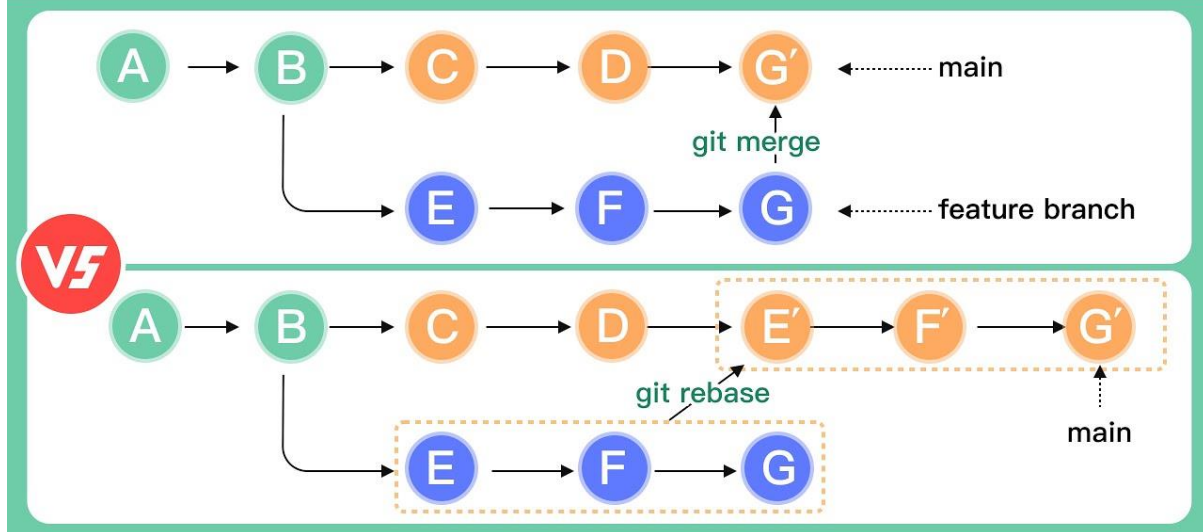 A B C D G′ main
git merge
E F G feature branch
VS
A B C D E′ F′ G′
git rebase
main
E F G